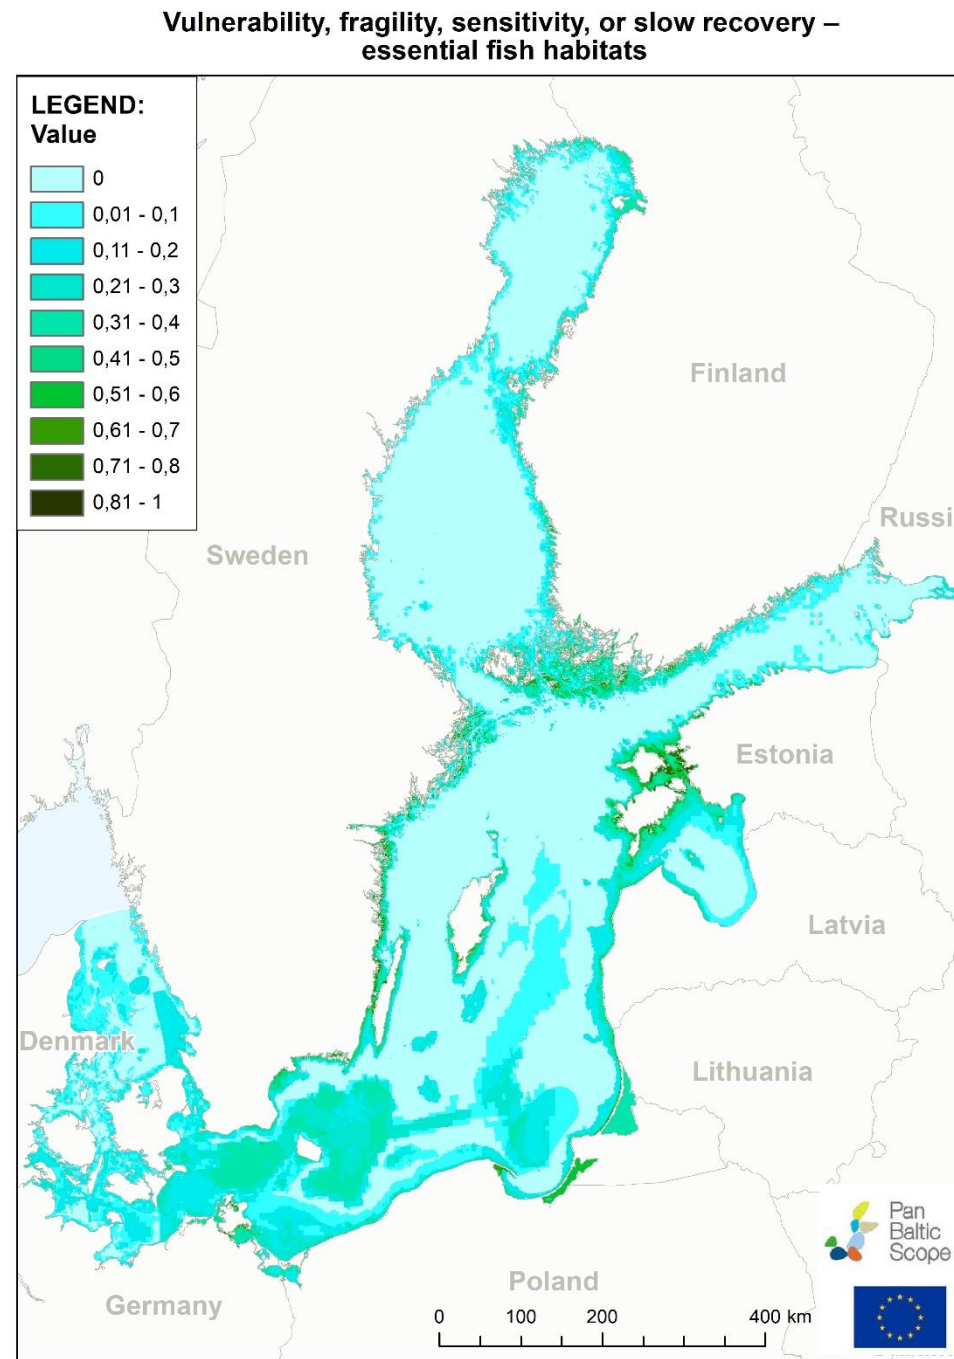 Vulnerability, fragility, sensitivity, or slow recovery –
essential fish habitats
LEGEND:
Value
0
0,01 - 0,1
0,11 - 0,2
0,21 - 0,3
0,31 - 0,4
0,41 - 0,5
0,51 - 0,6
0,61 - 0,7
0,71 - 0,8
0,81 - 1
Finland
Russi
Sweden
Estonia
Latvia
Denmark
Lithuania
Pan
Baltic
Scope
Poland
Germany
0 100 200 400 km